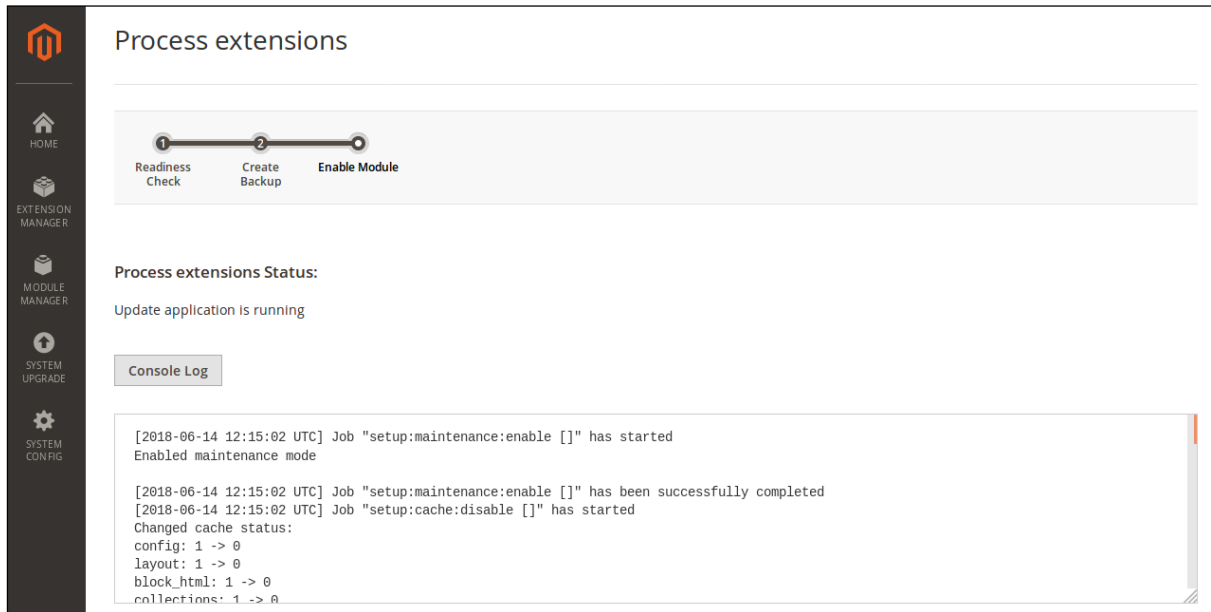 Process extensions
HOME
EXTENSION
MANAGER
MODULE
MANAGER
SYSTEM
UPGRADE
SYSTEM
CONFIG
1
2
Readiness
Check
Create
Backup
Enable Module
Process extensions Status:
Update application is running
Console Log
[2018-06-14 12:15:02 UTC] Job "setup:maintenance:enable []" has started
Enabled maintenance mode
[2018-06-14 12:15:02 UTC] Job "setup:maintenance:enable []" has been successfully completed
[2018-06-14 12:15:02 UTC] Job "setup:cache:disable []" has started
Changed cache status:
config: 1 -> 0
layout: 1 -> 0
block_html: 1 -> 0
collections: 1 -> 0